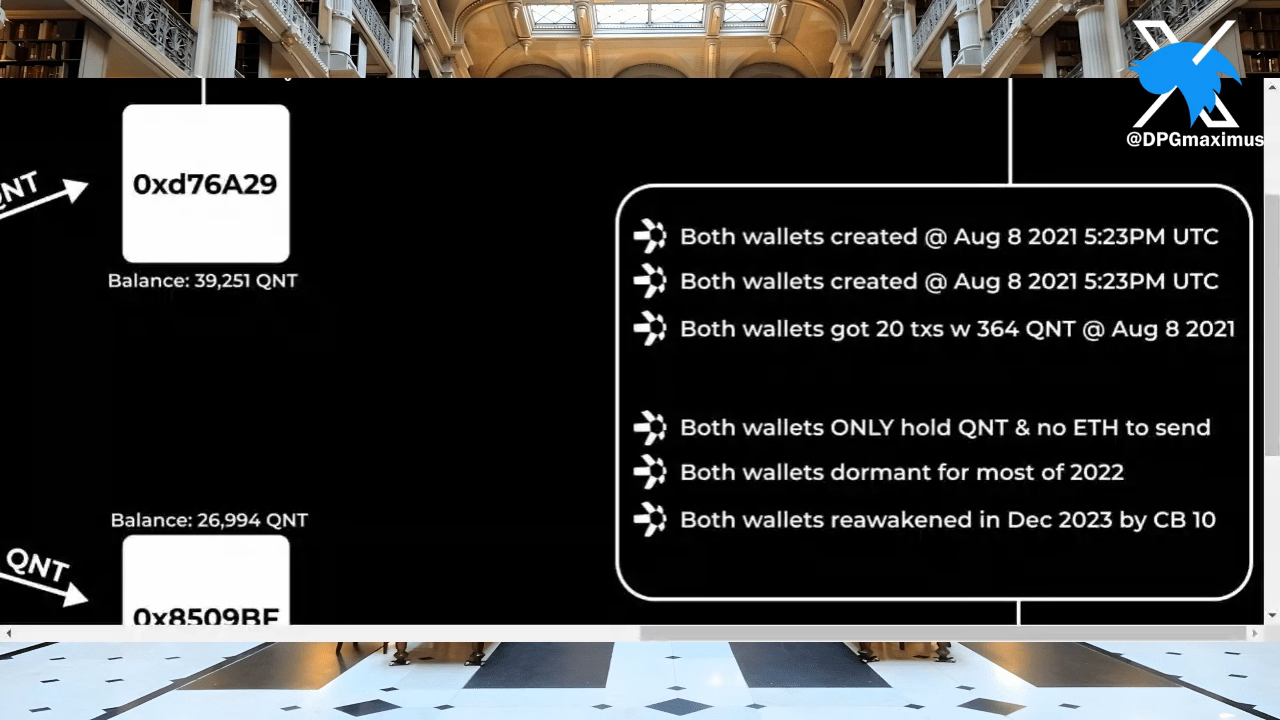 @DPGmaximus
QNT
0xd76A29
Balance: 39,251 QNT
Both wallets created @ Aug 8 2021 5:23PM UTC
Both wallets created @ Aug 8 2021 5:23PM UTC
Both wallets got 20 txs w 364 QNT @ Aug 8 2021
Both wallets ONLY hold QNT & no ETH to send
Both wallets dormant for most of 2022
Both wallets reawakened in Dec 2023 by CB 10
Balance: 26,994 QNT
QNT
0x8509BF